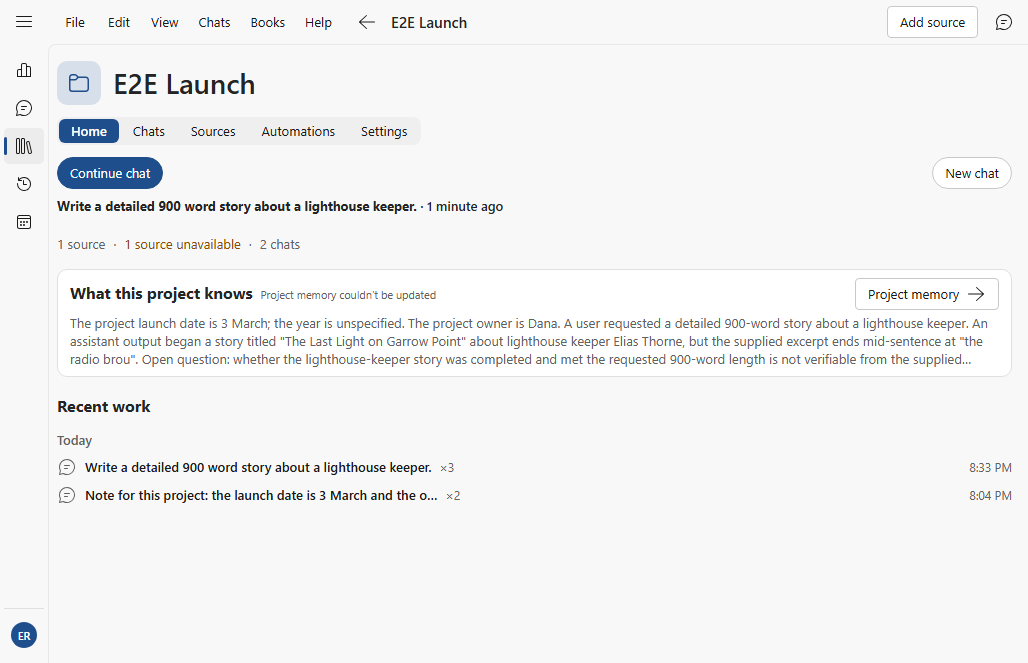 File Edit View Chats Books Help E2E Launch Add source
E2E Launch
Home Chats Sources Automations Settings
Continue chat New chat
Write a detailed 900 word story about a lighthouse keeper. · 1 minute ago
1 source · 1 source unavailable · 2 chats
What this project knows Project memory couldn't be updated Project memory
The project launch date is 3 March; the year is unspecified. The project owner is Dana. A user requested a detailed 900-word story about a lighthouse keeper. An
assistant output began a story titled "The Last Light on Garrow Point" about lighthouse keeper Elias Thorne, but the supplied excerpt ends mid-sentence at "the
radio brou". Open question: whether the lighthouse-keeper story was completed and met the requested 900-word length is not verifiable from the supplied...
Recent work
Today
Write a detailed 900 word story about a lighthouse keeper. ×3 8:33 PM
Note for this project: the launch date is 3 March and the o... ×2 8:04 PM
ER